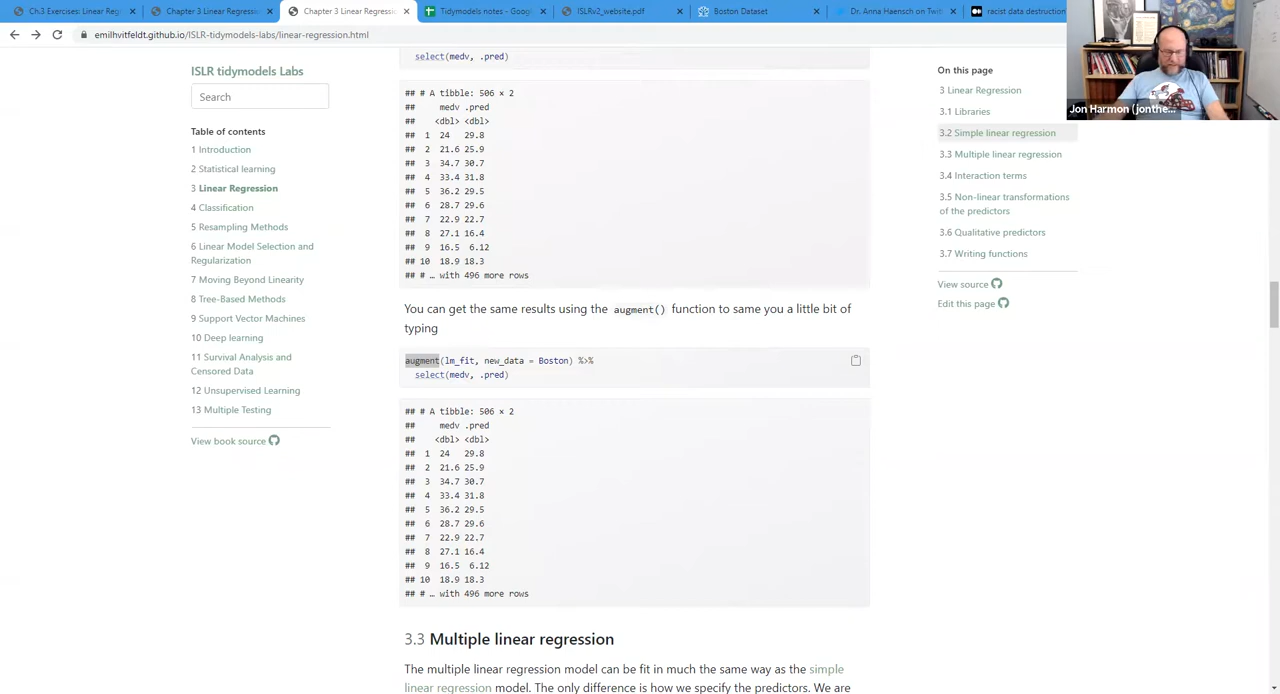 Ch.3 Exercises: Linear Reg
Chapter 3 Linear Regressio
Chapter 3 Linear Regressi
Tidymodels notes - Goog
ISLRv2_website.pdf
Boston Dataset
Dr. Anna Haensch on Twit
racist data destruction
emilhvitfeldt.github.io/ISLR-tidymodels-labs/linear-regression.html
Jon Harmon (jonthe...
ISLR tidymodels Labs
Search
Table of contents
1 Introduction
2 Statistical learning
3 Linear Regression
4 Classification
5 Resampling Methods
6 Linear Model Selection and
Regularization
7 Moving Beyond Linearity
8 Tree-Based Methods
9 Support Vector Machines
10 Deep learning
11 Survival Analysis and
Censored Data
12 Unsupervised Learning
13 Multiple Testing
View book source
select(medv, .pred)
## # A tibble: 506 × 2
## medv .pred
## <dbl> <dbl>
## 1 24 29.8
## 2 21.6 25.9
## 3 34.7 30.7
## 4 33.4 31.8
## 5 36.2 29.5
## 6 28.7 29.6
## 7 22.9 22.7
## 8 27.1 16.4
## 9 16.5 6.12
## 10 18.9 18.3
## # … with 496 more rows
You can get the same results using the augment() function to same you a little bit of
typing
augment(lm_fit, new_data = Boston) %>%
select(medv, .pred)
## # A tibble: 506 × 2
## medv .pred
## <dbl> <dbl>
## 1 24 29.8
## 2 21.6 25.9
## 3 34.7 30.7
## 4 33.4 31.8
## 5 36.2 29.5
## 6 28.7 29.6
## 7 22.9 22.7
## 8 27.1 16.4
## 9 16.5 6.12
## 10 18.9 18.3
## # … with 496 more rows
3.3 Multiple linear regression
The multiple linear regression model can be fit in much the same way as the simple
linear regression model. The only difference is how we specify the predictors. We are
On this page
3 Linear Regression
3.1 Libraries
3.2 Simple linear regression
3.3 Multiple linear regression
3.4 Interaction terms
3.5 Non-linear transformations
of the predictors
3.6 Qualitative predictors
3.7 Writing functions
View source
Edit this page